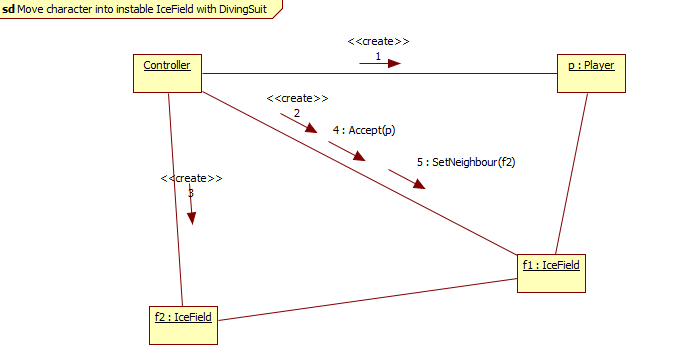 sd Move character into instable IceField with DivingSuit
<<create>>
1
Controller
p : Player
<<create>>
2
4 : Accept(p)
5 : SetNeighbour(f2)
<<create>>
3
f1 : IceField
f2 : IceField